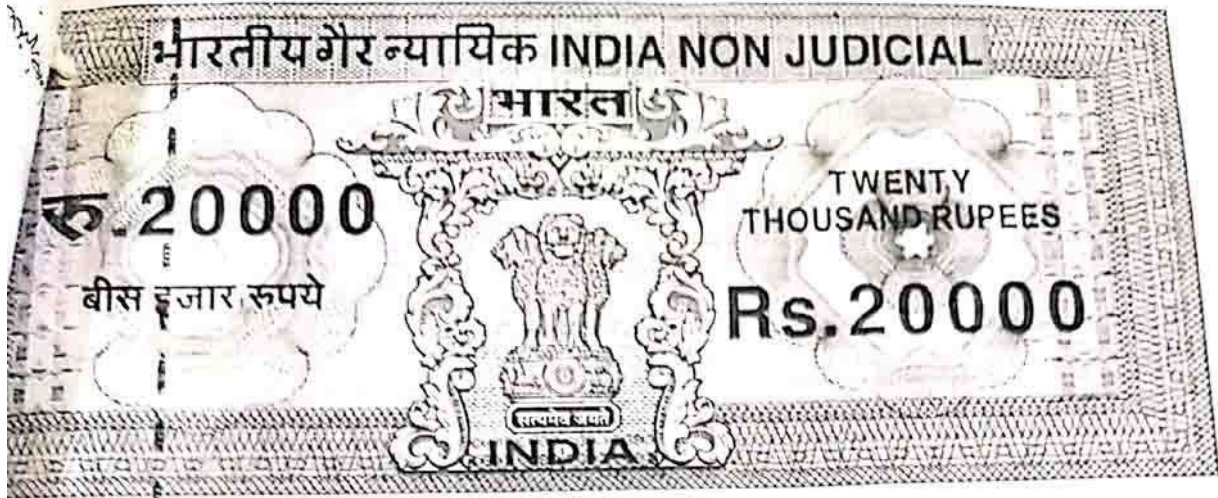 भारतीय गैर न्यायिक INDIA NON JUDICIAL
भारत
रु.20000
TWENTY
THOUSAND RUPEES
बीस हजार रुपये
Rs.20000
सत्यमेव जयते
INDIA